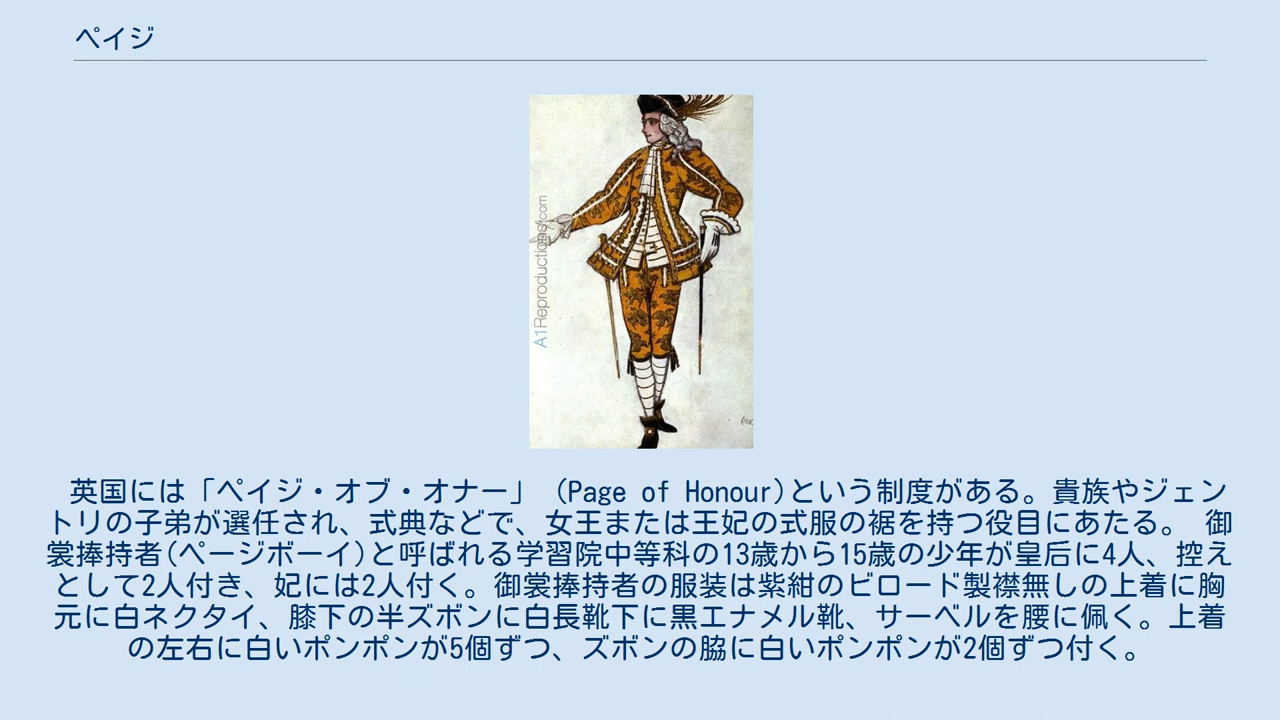 ペイジ
A1Reproductions.com
英国には「ペイジ・オブ・オナー」 (Page of Honour)という制度がある。貴族やジェン
トリの子弟が選任され、式典などで、女王または王妃の式服の裾を持つ役目にあたる。 御
裳捧持者(ページボーイ)と呼ばれる学習院中等科の13歳から15歳の少年が皇后に4人、控え
として2人付き、妃には2人付く。御裳捧持者の服装は紫紺のビロード製襟無しの上着に胸
元に白ネクタイ、膝下の半ズボンに白長靴下に黒エナメル靴、サーベルを腰に佩く。上着
の左右に白いポンポンが5個ずつ、ズボンの脇に白いポンポンが2個ずつ付く。